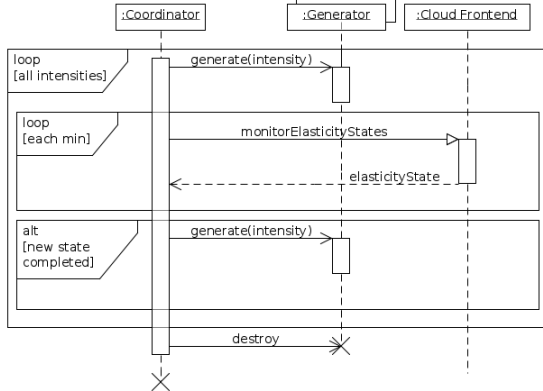 :Coordinator
:Generator
:Cloud Frontend
loop
[all intensities]
generate(intensity)
loop
[each min]
monitorElasticityStates
elasticityState
alt
[new state
completed]
generate(intensity)
destroy